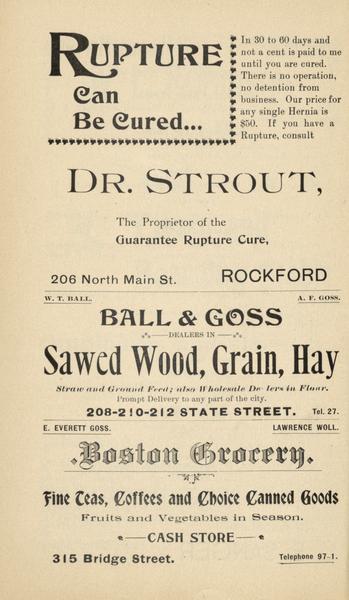 RUPTURE
Can
Be Cured...
In 30 to 60 days and
not a cent is paid to me
until you are cured.
There is no operation,
no detention from
business. Our price for
any single Hernia is
$50. If you have a
Rupture, consult
DR. STROUT,
The Proprietor of the
Guarantee Rupture Cure,
206 North Main St. ROCKFORD
W. T. BALL. A. F. GOSS.
BALL & GOSS
DEALERS IN
Sawed Wood, Grain, Hay
Straw and Ground Feed; also Wholesale De lers in Flour.
Prompt Delivery to any part of the city.
208-210-212 STATE STREET. Tel. 27.
E. EVERETT GOSS. LAWRENCE WOLL.
Boston Grocery.
Fine Teas, Coffees and Choice Canned Goods
Fruits and Vegetables in Season.
CASH STORE
315 Bridge Street. Telephone 97-1.